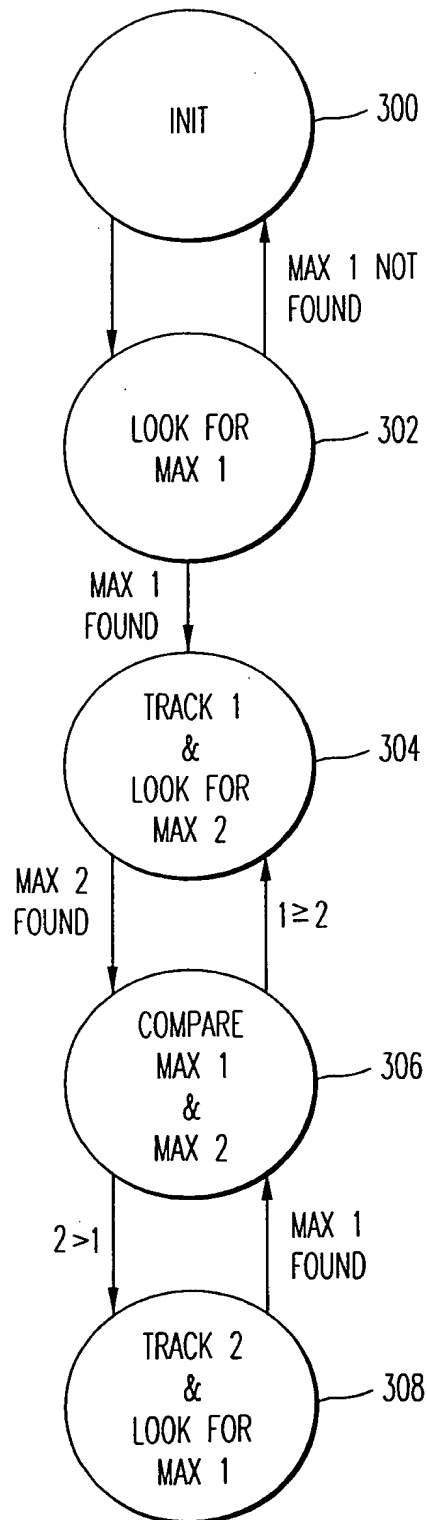 INIT
300
MAX 1 NOT
FOUND
LOOK FOR
MAX 1
302
MAX 1
FOUND
TRACK 1
&
LOOK FOR
MAX 2
304
MAX 2
FOUND
1≥2
COMPARE
MAX 1
&
MAX 2
306
2>1
MAX 1
FOUND
TRACK 2
&
LOOK FOR
MAX 1
308